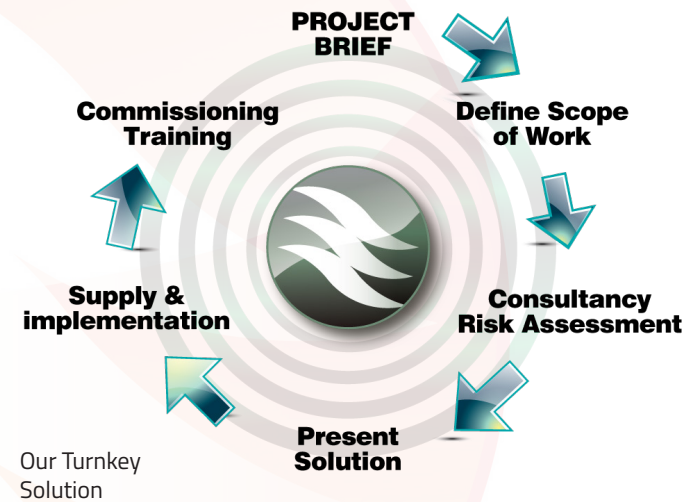 PROJECT
BRIEF
Define Scope
of Work
Consultancy
Risk Assessment
Present
Solution
Supply &
implementation
Commissioning
Training
Our Turnkey
Solution